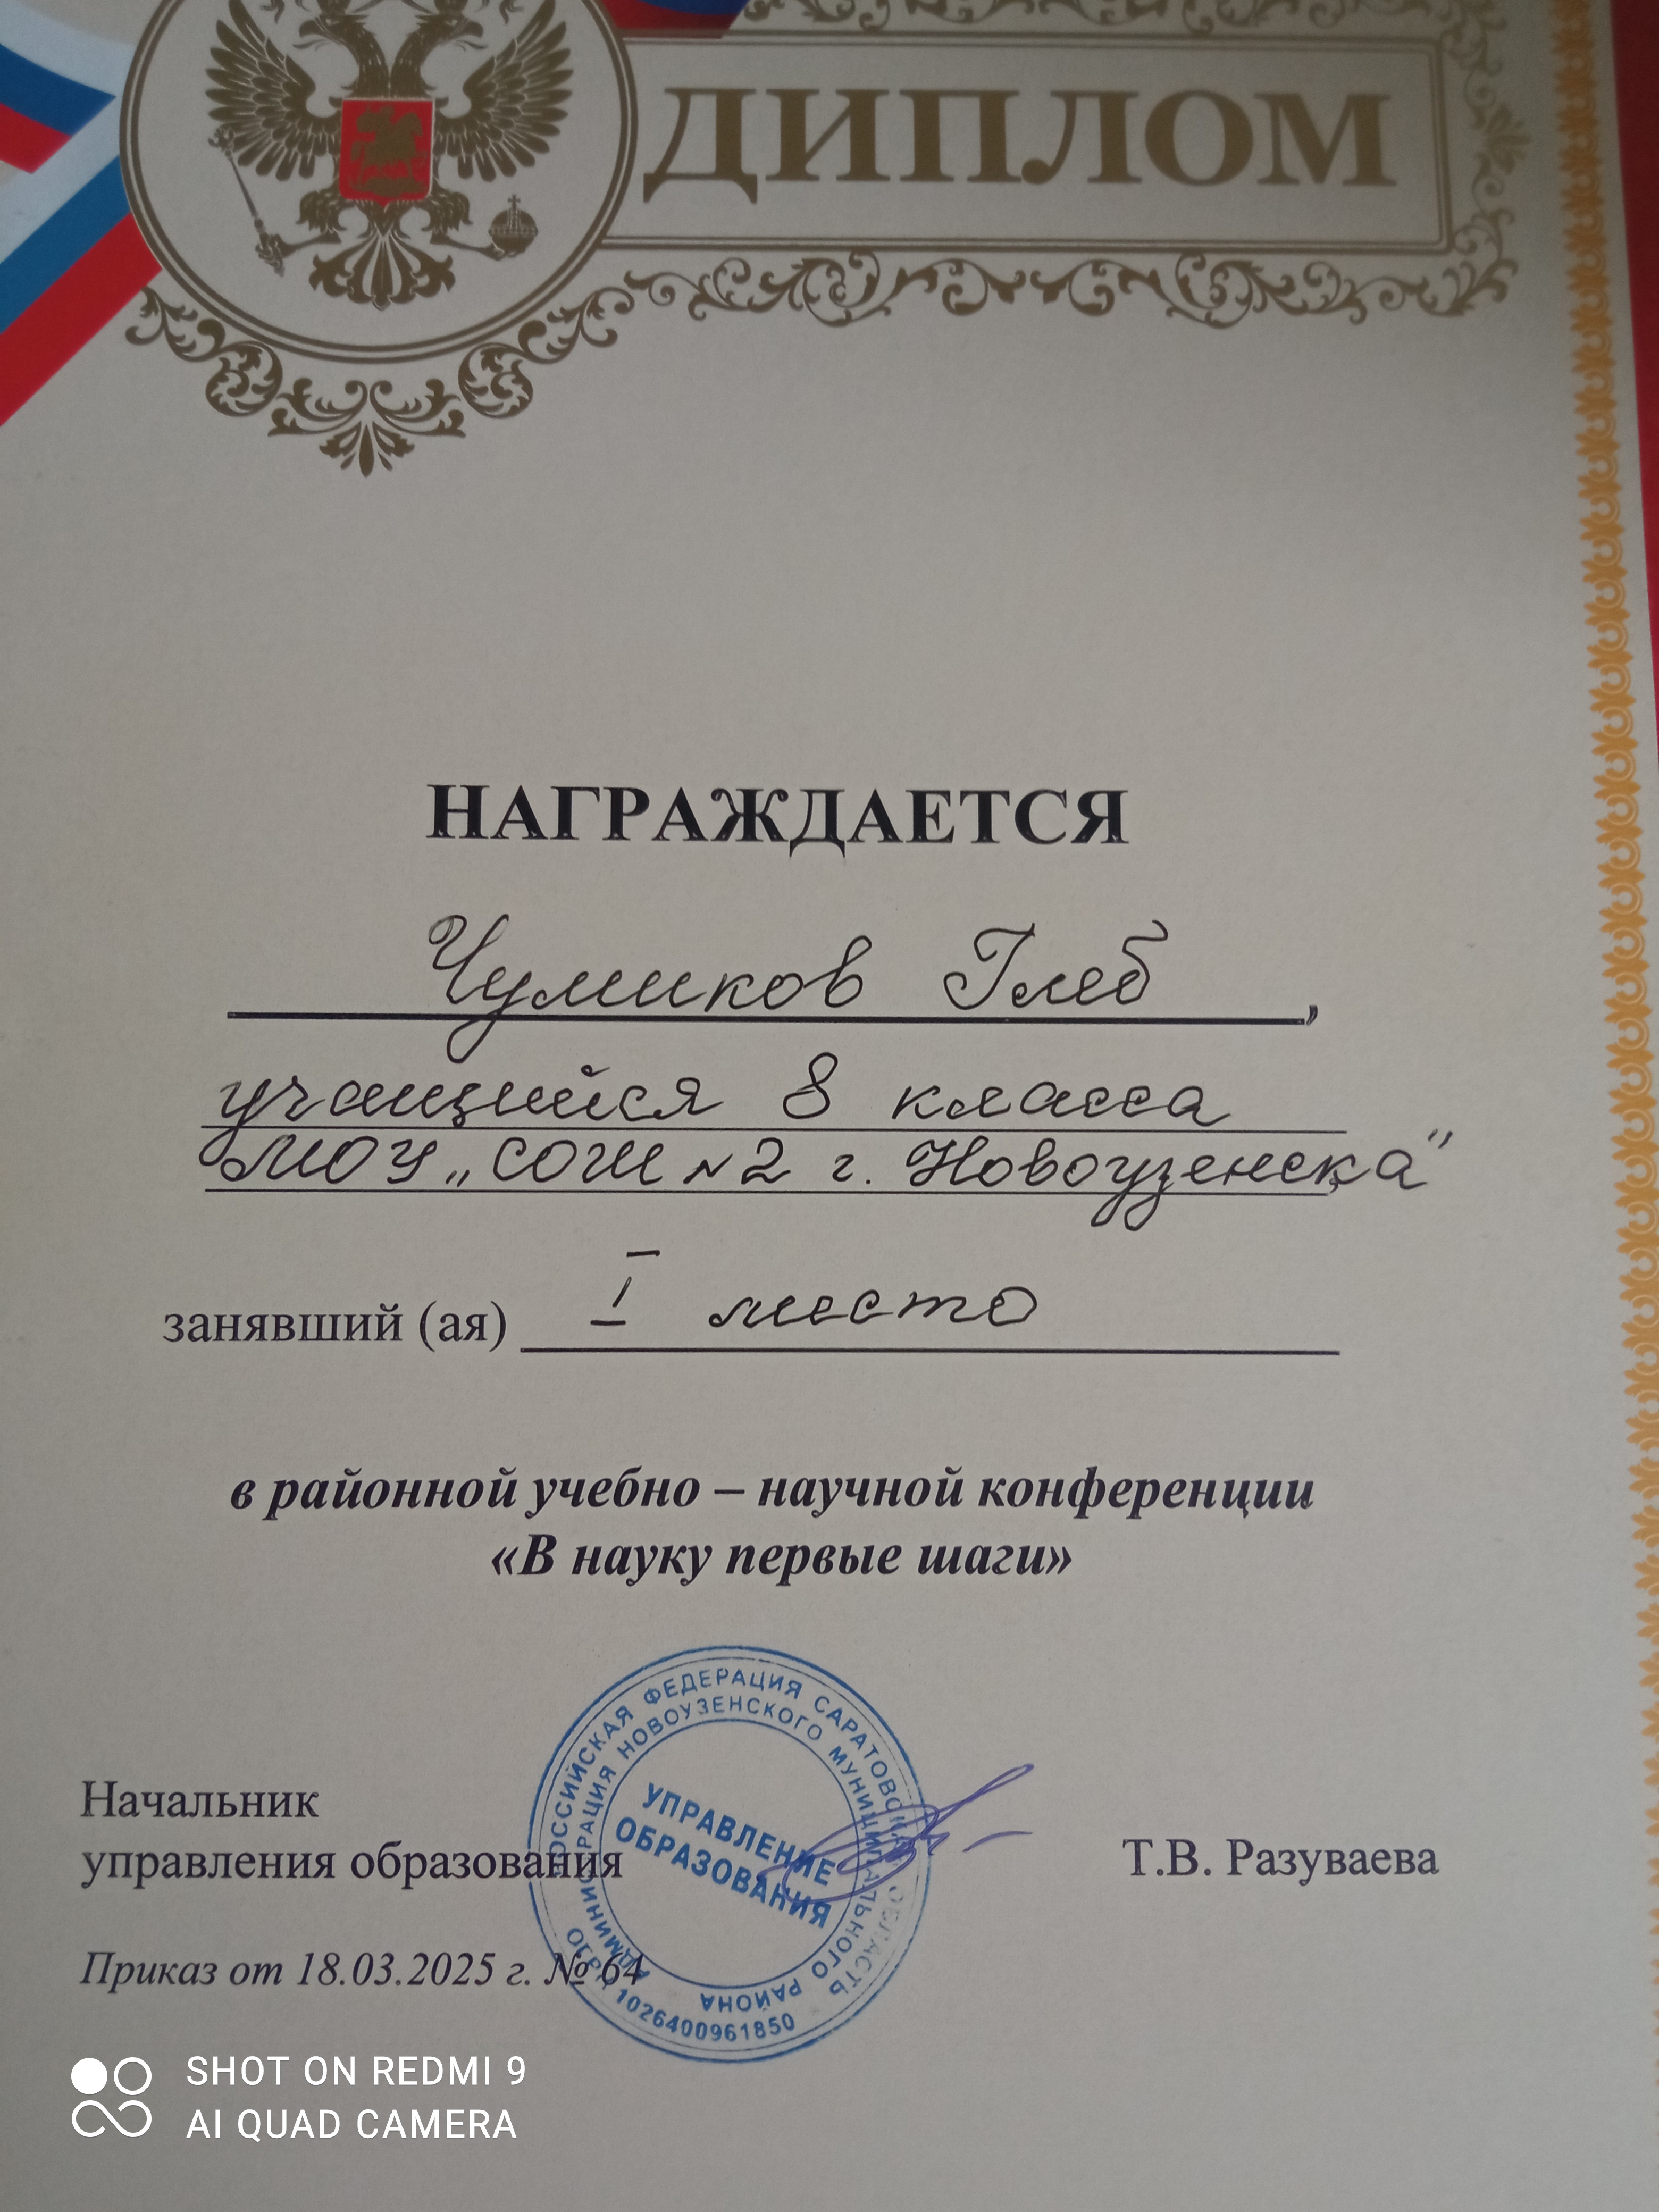 ДИПЛОМ
НАГРАЖДАЕТСЯ
Чумиков Глеб,
учащийся 8 класса
МОУ „СОШ №2 г. Новоузенска"
занявший (ая) I место
в районной учебно – научной конференции
«В науку первые шаги»
РОССИЙСКАЯ ФЕДЕРАЦИЯ САРАТОВСКАЯ ОБЛАСТЬ
АДМИНИСТРАЦИЯ НОВОУЗЕНСКОГО МУНИЦИПАЛЬНОГО РАЙОНА
УПРАВЛЕНИЕ
ОБРАЗОВАНИЯ
ОГРН 1026400961850
Начальник
управления образования Т.В. Разуваева
Приказ от 18.03.2025 г. № 64
SHOT ON REDMI 9
AI QUAD CAMERA